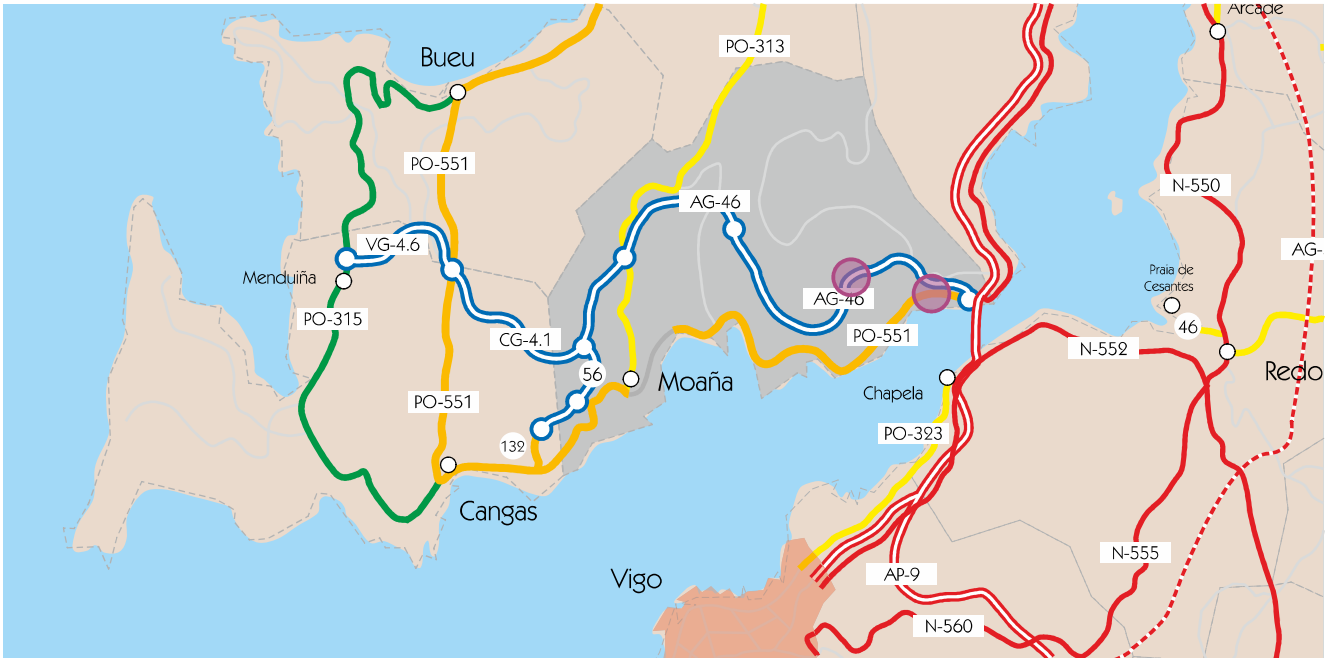 Arcade
PO-313
Bueu
PO-551
N-550
AG-46
VG-4.6
AG-
Menduiña
Praia de
Cesantes
AG-46
PO-315
46
CG-4.1
PO-551
N-552
56
Moaña
Redo
Chapela
PO-551
PO-323
132
Cangas
N-555
Vigo
AP-9
N-560